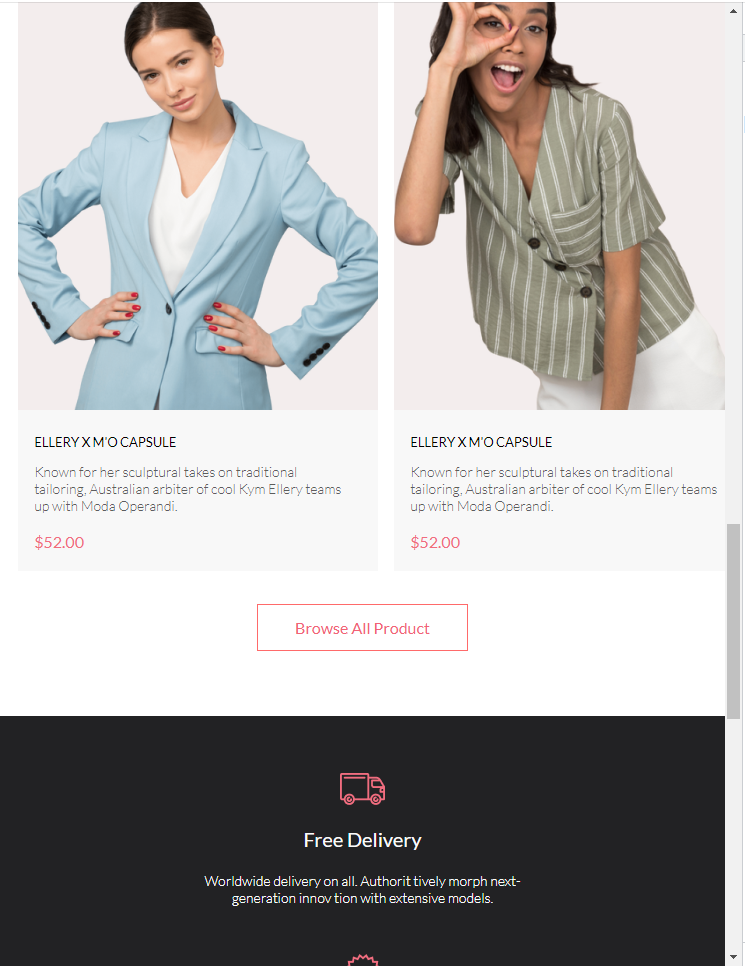 ELLERY X M'O CAPSULE
Known for her sculptural takes on traditional
tailoring, Australian arbiter of cool Kym Ellery teams
up with Moda Operandi.
$52.00
ELLERY X M'O CAPSULE
Known for her sculptural takes on traditional
tailoring, Australian arbiter of cool Kym Ellery teams
up with Moda Operandi.
$52.00
Browse All Product
Free Delivery
Worldwide delivery on all. Authorit tively morph next-
generation innov tion with extensive models.